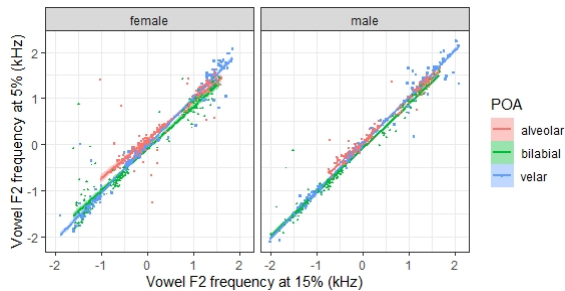 female male
Vowel F2 frequency at 5% (kHz)
2
1
0
-1
-2
-2 -1 0 1 2 -2 -1 0 1 2
Vowel F2 frequency at 15% (kHz)
POA
alveolar
bilabial
velar